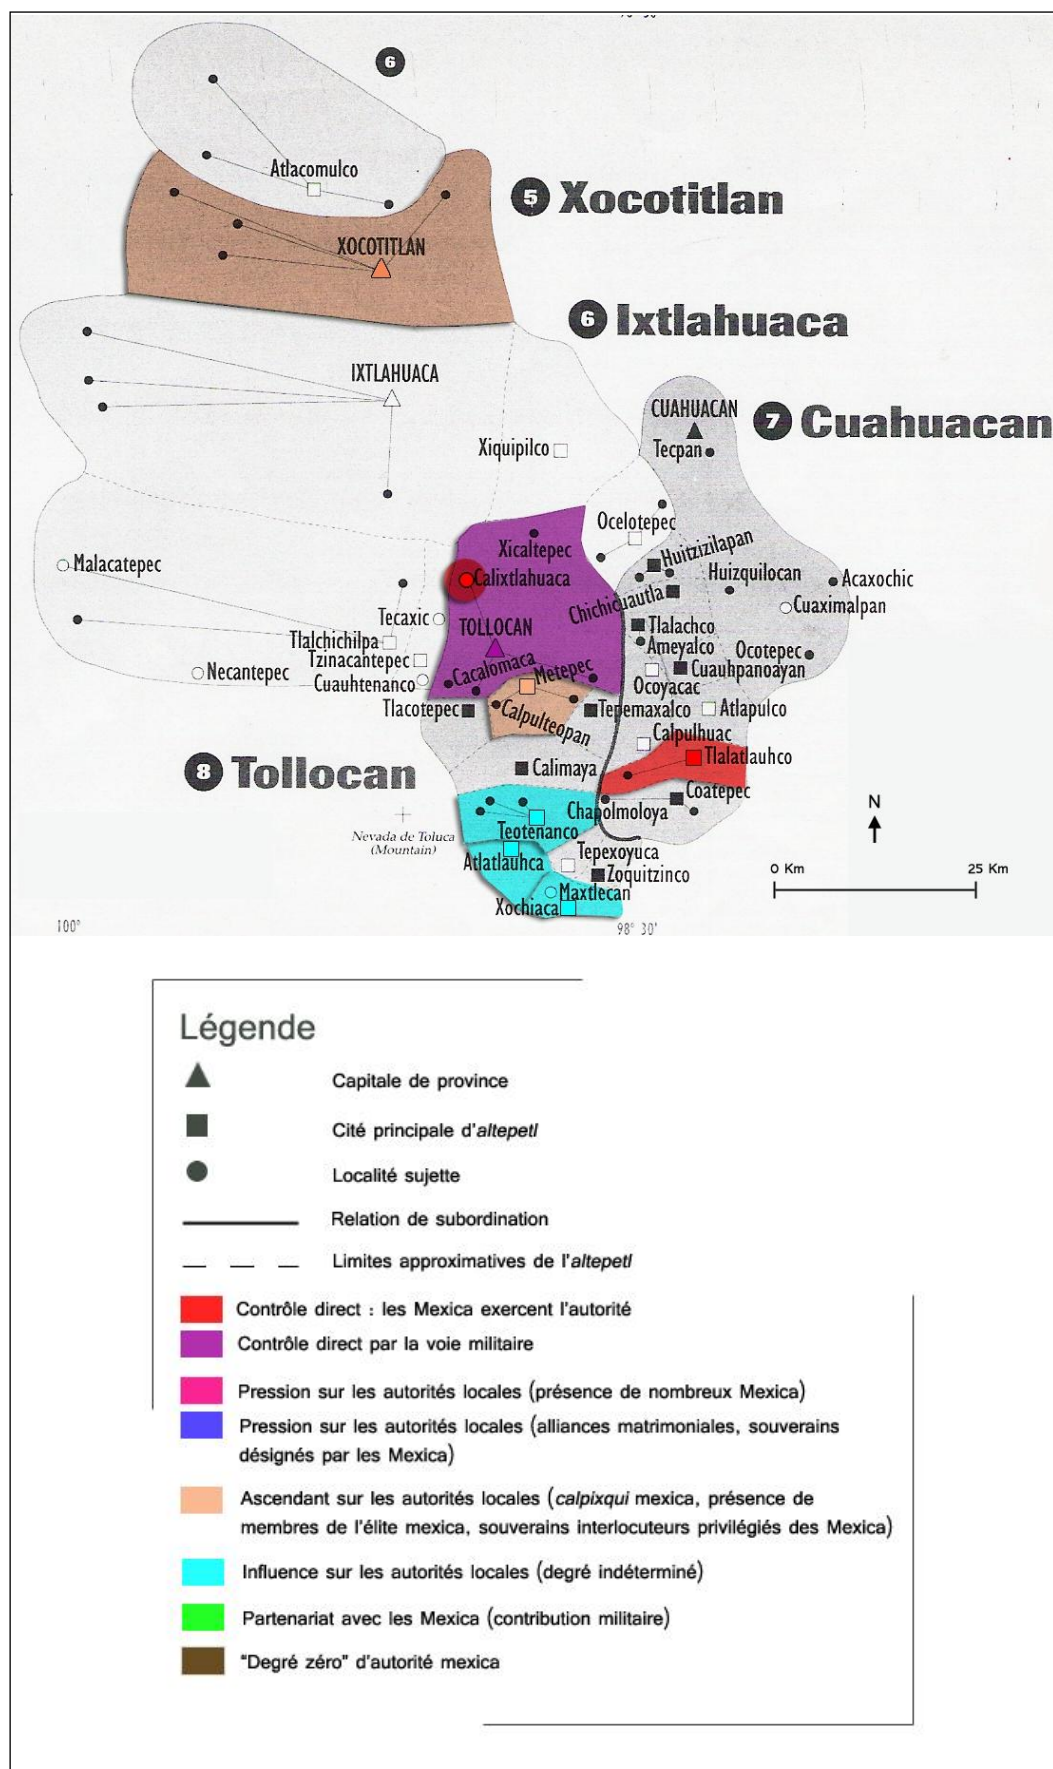 6
Atlacomulco
5 Xocotitlan
XOCOTITLAN
6 Ixtlahuaca
IXTLAHUACA
CUAHUACAN
7 Cuahuacan
Xiquipilco
Tecpan
Ocelotepec
Xicaltepec
Huitzizilapan
Malacatepec
Calixtlahuaca
Huizquilocan
Acaxochic
Chichicuautla
Cuaximalpan
Tecaxic
TOLLOCAN
Tlalachco
Tlalchichilpa
Ameyalco
Ocotepec
Tzinacantepec
Cacalomaca
Metepec
Cuauhpanoayan
Necantepec
Cuauhtenanco
Ocoyacac
Tlacotepec
Calpulteopan
Tepemaxalco
Atlapulco
Calpulhuac
8 Tollocan
Calimaya
Tlalatlauhco
Coatepec
Chapolmoloya
N
Nevada de Toluca
(Mountain)
Teotenanco
Atlatlauhca
Tepexoyuca
Zoquitzinco
0 Km
25 Km
Maxtlecan
Xochiaca
100°
98° 30'
Légende
Capitale de province
Cité principale d'altepetl
Localité sujette
Relation de subordination
Limites approximatives de l'altepetl
Contrôle direct : les Mexica exercent l'autorité
Contrôle direct par la voie militaire
Pression sur les autorités locales (présence de nombreux Mexica)
Pression sur les autorités locales (alliances matrimoniales, souverains
désignés par les Mexica)
Ascendant sur les autorités locales (calpixqui mexica, présence de
membres de l'élite mexica, souverains interlocuteurs privilégiés des Mexica)
Influence sur les autorités locales (degré indéterminé)
Partenariat avec les Mexica (contribution militaire)
"Degré zéro" d'autorité mexica